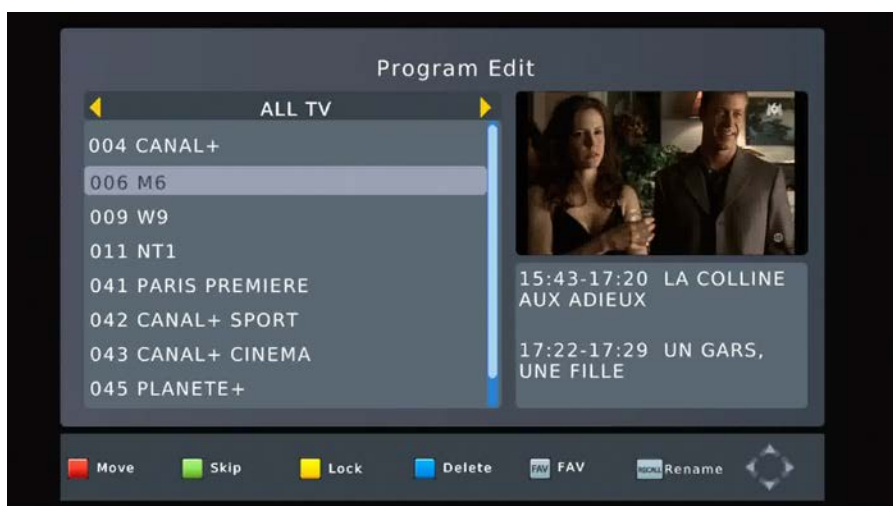 Program Edit
ALL TV
004 CANAL+
006 M6
009 W9
011 NT1
041 PARIS PREMIERE
042 CANAL+ SPORT
043 CANAL+ CINEMA
045 PLANETE+
M6
15:43-17:20 LA COLLINE
AUX ADIEUX
17:22-17:29 UN GARS,
UNE FILLE
Move
Skip
Lock
Delete
FAV FAV
RECALL Rename